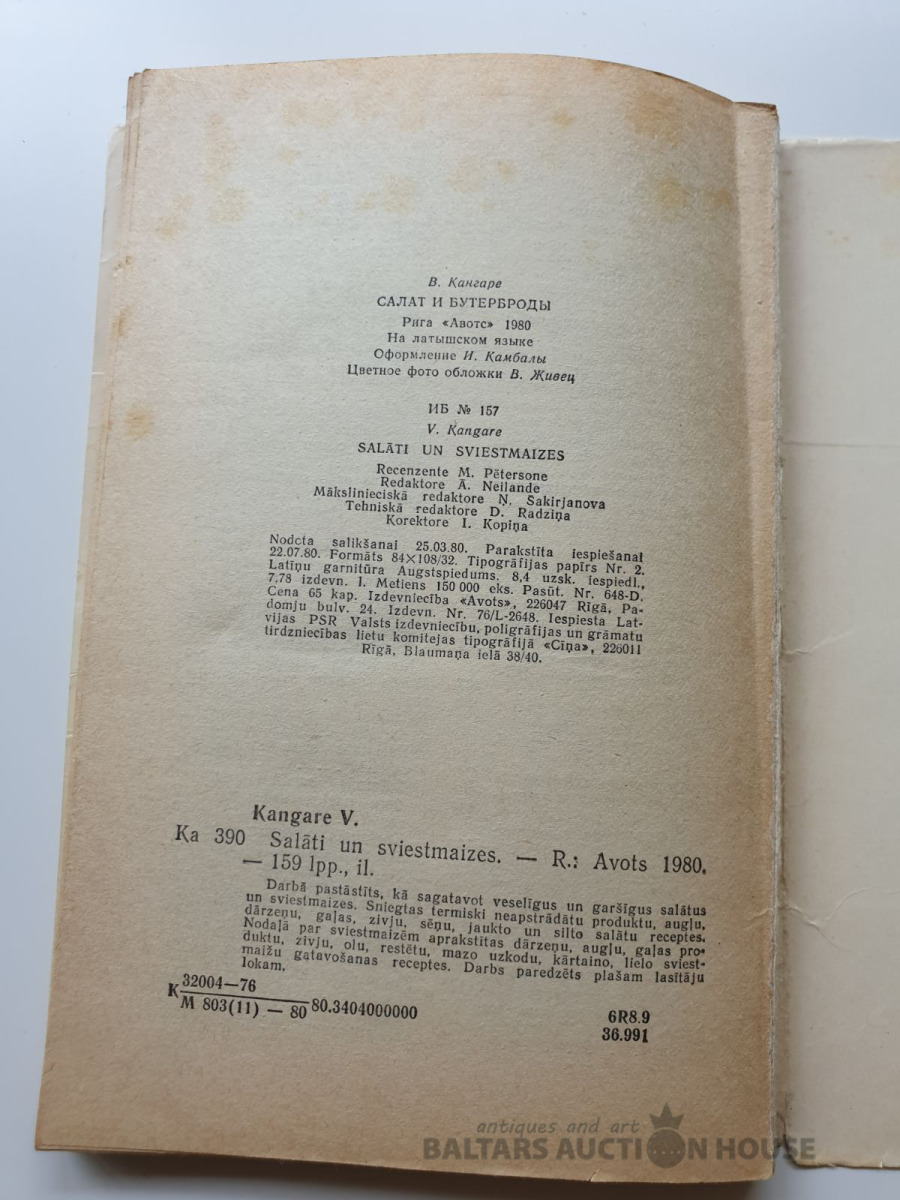 В. Кангаре
САЛАТ И БУТЕРБРОДЫ
Рига «Авотс» 1980
На латышском языке
Оформление И. Камбалы
Цветное фото обложки В. Живец
ИБ № 157
V. Kangare
SALĀTI UN SVIESTMAIZES
Recenzente M. Pētersone
Redaktore Ā. Neilande
Mākslinieciskā redaktore Ņ. Sakirjanova
Tehniskā redaktore D. Radziņa
Korektore I. Kopiņa
Nodota salikšanai 25.03.80. Parakstīta iespiešanai
22.07.80. Formāts 84×108/32. Tipogrāfijas papīrs Nr. 2.
Latīņu garnitūra Augstspiedums. 8,4 uzsk. iespiedl.,
7,78 izdevn. l. Metiens 150 000 eks. Pasūt. Nr. 648-D.
Cena 65 kap. Izdevniecība «Avots», 226047 Rīgā, Pa-
domju bulv. 24. Izdevn. Nr. 76/L-2648. Iespiesta Lat-
vijas PSR Valsts izdevniecību, poligrāfijas un grāmatu
tirdzniecības lietu komitejas tipogrāfijā «Cīņa», 226011
Rīgā, Blaumaņa ielā 38/40.
Kangare V.
Ka 390 Salāti un sviestmaizes. — R.: Avots 1980.
— 159 lpp., il.
Darbā pastāstīts, kā sagatavot veselīgus un garšīgus salātus
un sviestmaizes. Sniegtas termiski neapstrādātu produktu, augļu,
dārzeņu, gaļas, zivju, sēņu, jaukto un silto salātu receptes.
Nodaļā par sviestmaizēm aprakstītas dārzeņu, augļu, gaļas pro-
duktu, zivju, olu, restētu, mazo uzkodu, kārtaino, lielo sviest-
maižu gatavošanas receptes. Darbs paredzēts plašam lasītāju
lokam.
К 32004—76
М 803(11) — 80 80.3404000000
6R8.9
36.991
antiques and art
BALTARS AUCTION HOUSE